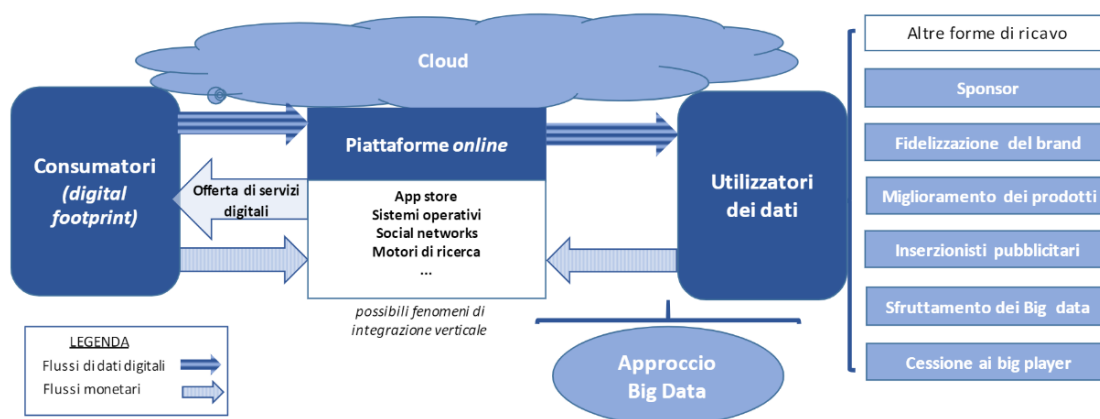 Cloud
Consumatori
(digital
footprint)
Offerta di servizi
digitali
Piattaforme online
App store
Sistemi operativi
Social networks
Motori di ricerca
...
possibili fenomeni di
integrazione verticale
Utilizzatori
dei dati
Approccio
Big Data
Altre forme di ricavo
Sponsor
Fidelizzazione del brand
Miglioramento dei prodotti
Inserzionisti pubblicitari
Sfruttamento dei Big data
Cessione ai big player
LEGENDA
Flussi di dati digitali
Flussi monetari